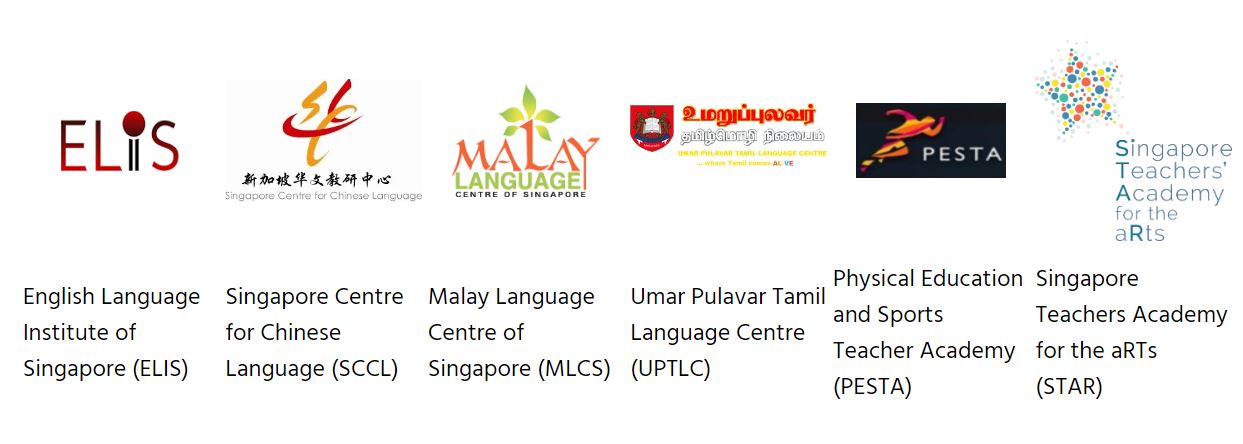 ELiS
新加坡华文教研中心
Singapore Centre for Chinese Language
MALAY
LANGUAGE
CENTRE OF SINGAPORE
உமறுப்புலவர்
தமிழ்மொழி நிலையம்
UMAR PULAVAR TAMIL LANGUAGE CENTRE
... where Tamil comes ALIVE
PESTA
Singapore
Teachers'
Academy
for the
aRts
English Language
Institute of
Singapore (ELIS)
Singapore Centre
for Chinese
Language (SCCL)
Malay Language
Centre of
Singapore (MLCS)
Umar Pulavar Tamil
Language Centre
(UPTLC)
Physical Education
and Sports
Teacher Academy
(PESTA)
Singapore
Teachers Academy
for the aRTs
(STAR)